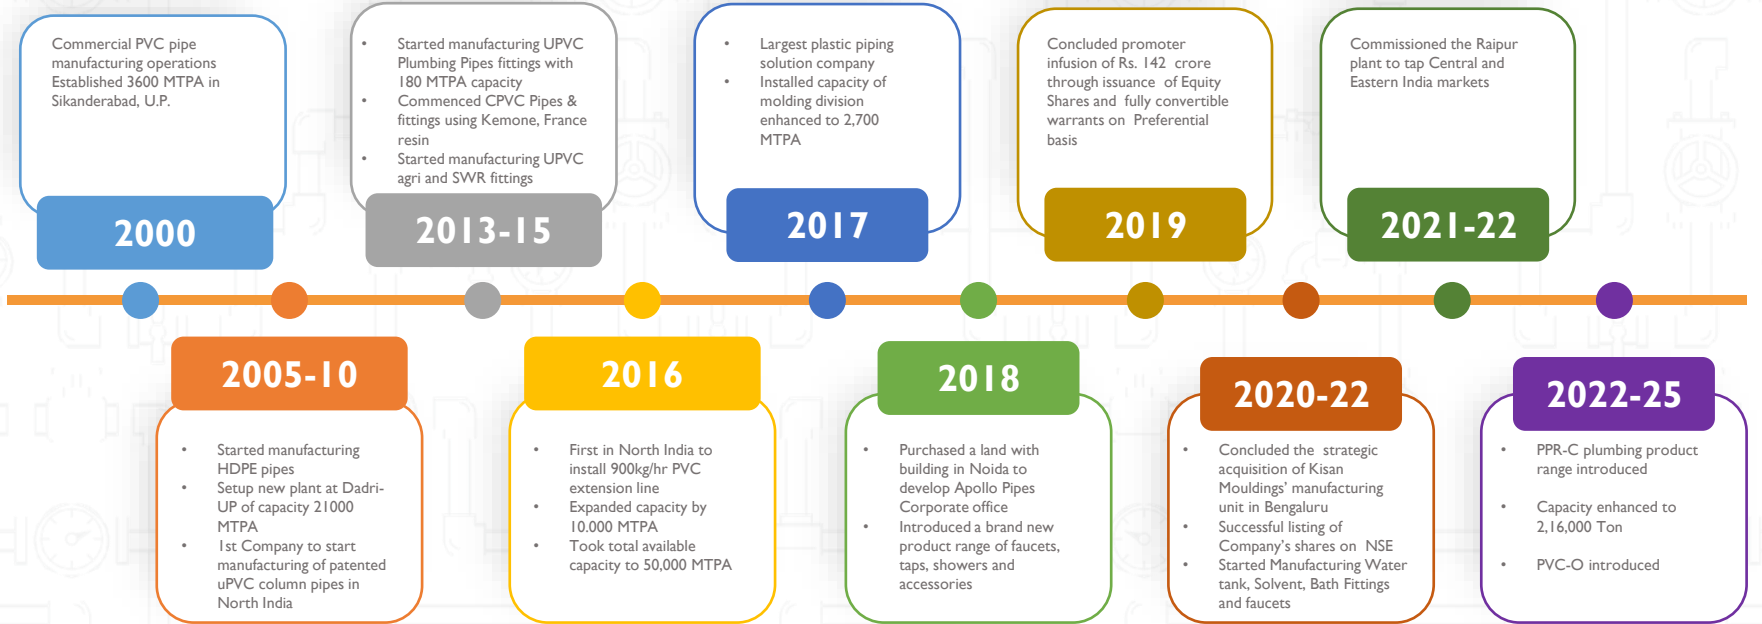 Commercial PVC pipe
manufacturing operations
Established 3600 MTPA in
Sikanderabad, U.P.
2000
• Started manufacturing UPVC
Plumbing Pipes fittings with
180 MTPA capacity
• Commenced CPVC Pipes &
fittings using Kemone, France
resin
• Started manufacturing UPVC
agri and SWR fittings
2013-15
• Largest plastic piping
solution company
• Installed capacity of
molding division
enhanced to 2,700
MTPA
2017
Concluded promoter
infusion of Rs. 142 crore
through issuance of Equity
Shares and fully convertible
warrants on Preferential
basis
2019
Commissioned the Raipur
plant to tap Central and
Eastern India markets
2021-22
2005-10
• Started manufacturing
HDPE pipes
• Setup new plant at Dadri-
UP of capacity 21000
MTPA
• 1st Company to start
manufacturing of patented
uPVC column pipes in
North India
2016
• First in North India to
install 900kg/hr PVC
extension line
• Expanded capacity by
10.000 MTPA
• Took total available
capacity to 50,000 MTPA
2018
• Purchased a land with
building in Noida to
develop Apollo Pipes
Corporate office
• Introduced a brand new
product range of faucets,
taps, showers and
accessories
2020-22
• Concluded the strategic
acquisition of Kisan
Mouldings' manufacturing
unit in Bengaluru
• Successful listing of
Company's shares on NSE
• Started Manufacturing Water
tank, Solvent, Bath Fittings
and faucets
2022-25
• PPR-C plumbing product
range introduced
• Capacity enhanced to
2,16,000 Ton
• PVC-O introduced